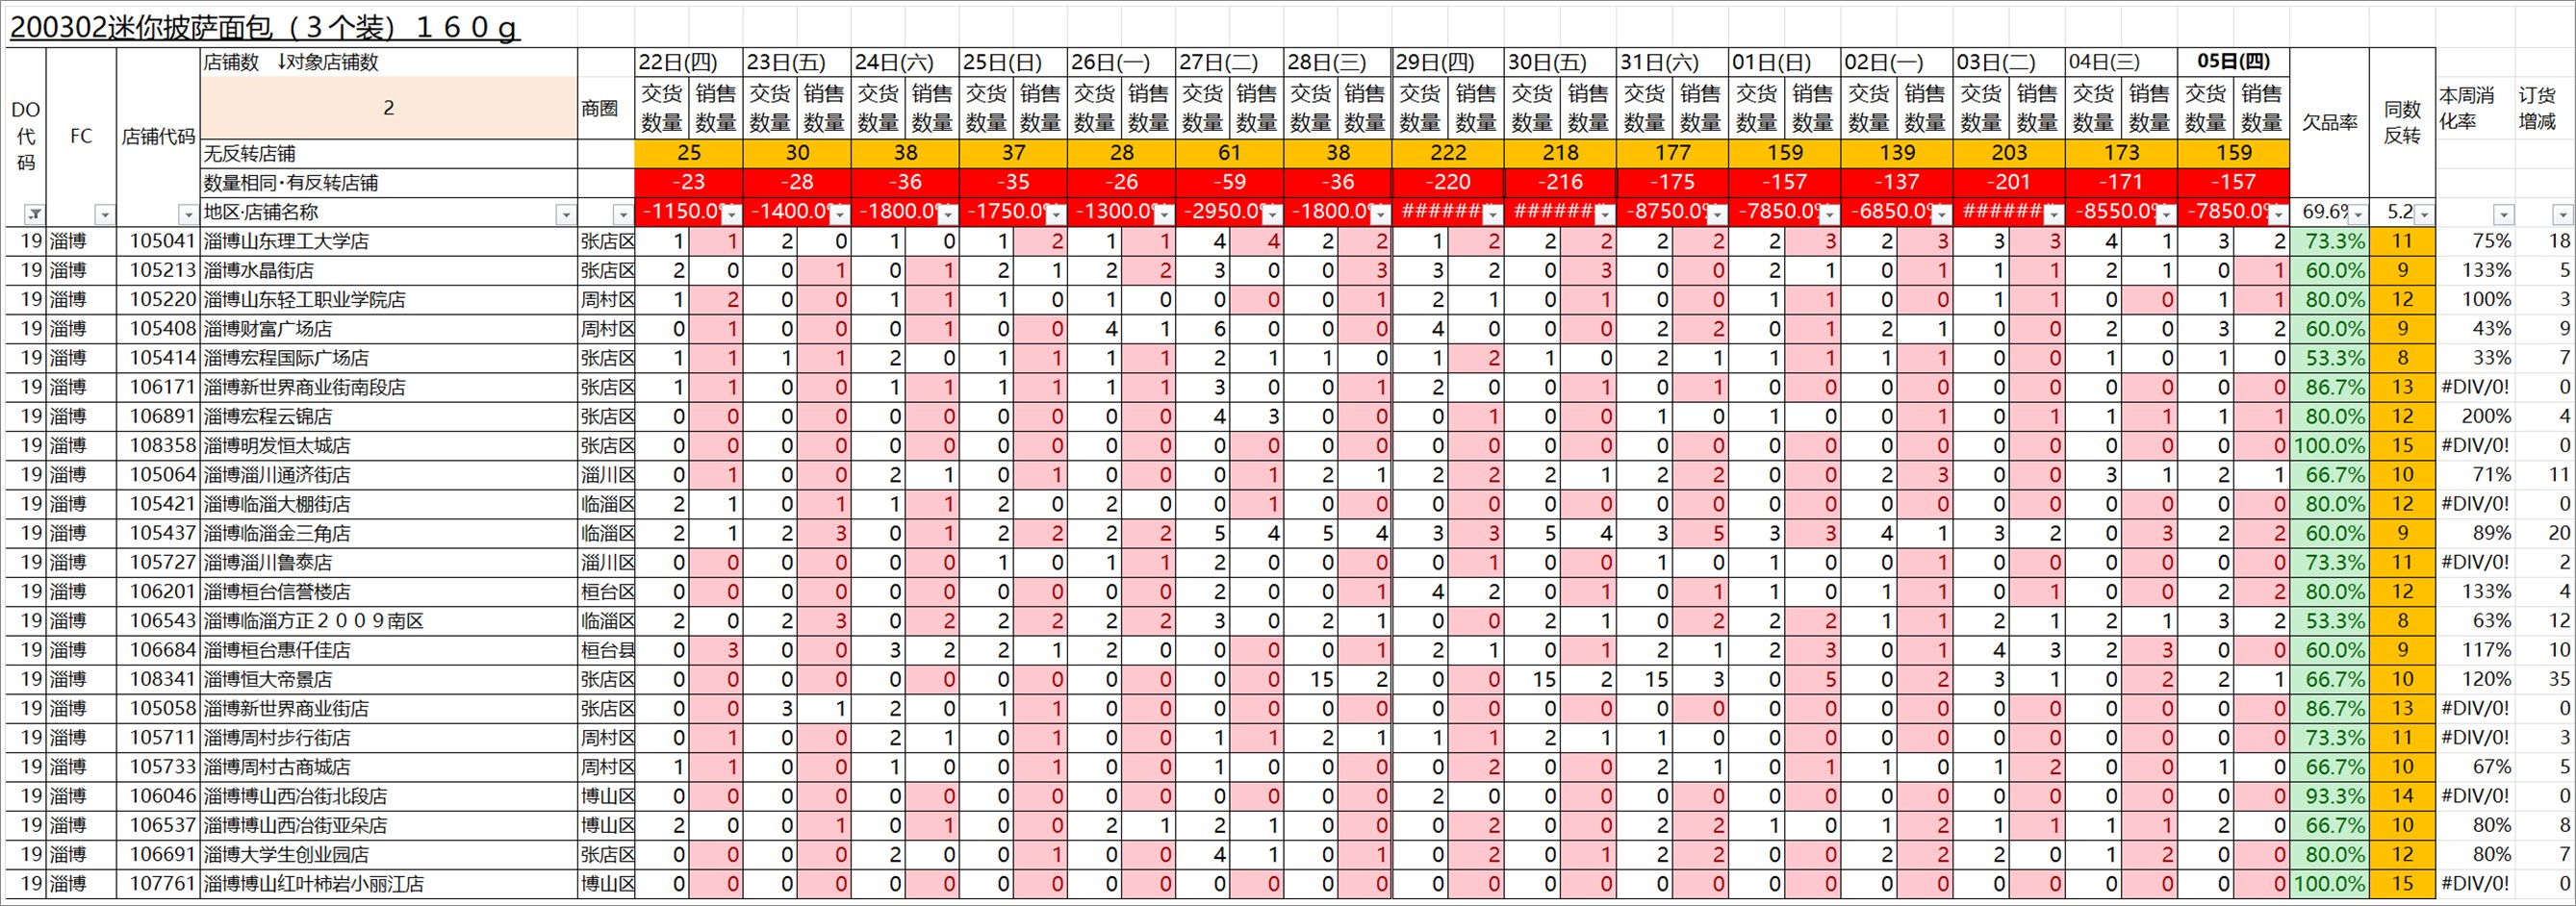 200302迷你披萨面包（３个装）１６０ｇ
DO代码 FC 店铺代码 店铺数 ↓对象店铺数 商圈 22日(四) 23日(五) 24日(六) 25日(日) 26日(一) 27日(二) 28日(三) 29日(四) 30日(五) 31日(六) 01日(日) 02日(一) 03日(二) 04日(三) 05日(四) 欠品率 同数反转 本周消化率 订货增减
2 交货数量 销售数量 交货数量 销售数量 交货数量 销售数量 交货数量 销售数量 交货数量 销售数量 交货数量 销售数量 交货数量 销售数量 交货数量 销售数量 交货数量 销售数量 交货数量 销售数量 交货数量 销售数量 交货数量 销售数量 交货数量 销售数量 交货数量 销售数量 交货数量 销售数量
无反转店铺 25 30 38 37 28 61 38 222 218 177 159 139 203 173 159
数量相同·有反转店铺 -23 -28 -36 -35 -26 -59 -36 -220 -216 -175 -157 -137 -201 -171 -157
地区·店铺名称 -1150.0% -1400.0% -1800.0% -1750.0% -1300.0% -2950.0% -1800.0% ###### ###### -8750.0% -7850.0% -6850.0% ###### -8550.0% -7850.0% 69.6% 5.2
19 淄博 105041 淄博山东理工大学店 张店区 1 1 2 0 1 0 1 2 1 1 4 4 2 2 1 2 2 2 2 2 2 3 2 3 3 3 4 1 3 2 73.3% 11 75% 18
19 淄博 105213 淄博水晶街店 张店区 2 0 0 1 0 1 2 1 2 2 3 0 0 3 3 2 0 3 0 0 2 1 0 1 1 1 2 1 0 1 60.0% 9 133% 5
19 淄博 105220 淄博山东轻工职业学院店 周村区 1 2 0 0 1 1 1 0 1 0 0 0 0 1 2 1 0 1 0 0 1 1 0 0 1 1 0 0 1 1 80.0% 12 100% 3
19 淄博 105408 淄博财富广场店 周村区 0 1 0 0 0 1 0 0 4 1 6 0 0 0 4 0 0 0 2 2 0 1 2 1 0 0 2 0 3 2 60.0% 9 43% 9
19 淄博 105414 淄博宏程国际广场店 张店区 1 1 1 1 2 0 1 1 1 1 2 1 1 0 1 2 1 0 2 1 1 1 1 1 0 0 1 0 1 0 53.3% 8 33% 7
19 淄博 106171 淄博新世界商业街南段店 张店区 1 1 0 0 1 1 1 1 1 1 3 0 0 1 2 0 0 1 0 1 0 0 0 0 0 0 0 0 0 0 86.7% 13 #DIV/0! 0
19 淄博 106891 淄博宏程云锦店 张店区 0 0 0 0 0 0 0 0 0 0 4 3 0 0 0 1 0 0 1 0 1 0 0 1 0 1 1 1 1 1 80.0% 12 200% 4
19 淄博 108358 淄博明发恒太城店 张店区 0 0 0 0 0 0 0 0 0 0 0 0 0 0 0 0 0 0 0 0 0 0 0 0 0 0 0 0 0 0 100.0% 15 #DIV/0! 0
19 淄博 105064 淄博淄川通济街店 淄川区 0 1 0 0 2 1 0 1 0 0 0 1 2 1 2 2 2 1 2 2 0 0 2 3 0 0 3 1 2 1 66.7% 10 71% 11
19 淄博 105421 淄博临淄大棚街店 临淄区 2 1 0 1 1 1 2 0 2 0 0 1 0 0 0 0 0 0 0 0 0 0 0 0 0 0 0 0 0 0 80.0% 12 #DIV/0! 0
19 淄博 105437 淄博临淄金三角店 临淄区 2 1 2 3 0 1 2 2 2 2 5 4 5 4 3 3 5 4 3 5 3 3 4 1 3 2 0 3 2 2 60.0% 9 89% 20
19 淄博 105727 淄博淄川鲁泰店 淄川区 0 0 0 0 0 0 1 0 1 1 2 0 0 0 0 1 0 0 1 0 1 0 0 1 0 0 0 0 0 0 73.3% 11 #DIV/0! 2
19 淄博 106201 淄博桓台信誉楼店 桓台区 0 0 0 0 0 0 0 0 0 0 2 0 0 1 4 2 0 1 0 1 1 0 1 1 0 1 0 0 2 2 80.0% 12 133% 4
19 淄博 106543 淄博临淄方正２００９南区 临淄区 2 0 2 3 0 2 2 2 2 2 3 0 2 1 0 0 2 1 0 2 2 2 1 1 2 1 2 1 3 2 53.3% 8 63% 12
19 淄博 106684 淄博桓台惠仟佳店 桓台县 0 3 0 0 3 2 2 1 2 0 0 0 0 1 2 1 0 1 2 1 2 3 0 1 4 3 2 3 0 0 60.0% 9 117% 10
19 淄博 108341 淄博恒大帝景店 张店区 0 0 0 0 0 0 0 0 0 0 0 0 15 2 0 0 15 2 15 3 0 5 0 2 3 1 0 2 2 1 66.7% 10 120% 35
19 淄博 105058 淄博新世界商业街店 张店区 0 0 3 1 2 0 1 1 0 0 0 0 0 0 0 0 0 0 0 0 0 0 0 0 0 0 0 0 0 0 86.7% 13 #DIV/0! 0
19 淄博 105711 淄博周村步行街店 周村区 0 1 0 0 2 1 0 1 0 0 1 1 2 1 1 1 2 1 1 0 0 0 0 0 0 0 0 0 0 0 73.3% 11 #DIV/0! 3
19 淄博 105733 淄博周村古商城店 周村区 1 1 0 0 1 0 0 1 0 0 1 0 0 0 0 2 0 0 2 1 0 1 1 0 1 2 0 0 1 0 66.7% 10 67% 5
19 淄博 106046 淄博博山西冶街北段店 博山区 0 0 0 0 0 0 0 0 0 0 0 0 0 0 2 0 0 0 0 0 0 0 0 0 0 0 0 0 0 0 93.3% 14 #DIV/0! 0
19 淄博 106537 淄博博山西冶街亚朵店 博山区 2 0 0 1 0 1 0 0 2 1 2 1 0 0 0 2 0 0 2 2 1 0 1 2 1 1 1 1 2 0 66.7% 10 80% 8
19 淄博 106691 淄博大学生创业园店 张店区 0 0 0 0 2 0 0 1 0 0 4 1 0 1 0 2 0 1 2 2 0 0 2 2 2 0 1 2 0 0 80.0% 12 80% 7
19 淄博 107761 淄博博山红叶柿岩小丽江店 博山区 0 0 0 0 0 0 0 0 0 0 0 0 0 0 0 0 0 0 0 0 0 0 0 0 0 0 0 0 0 0 100.0% 15 #DIV/0! 0